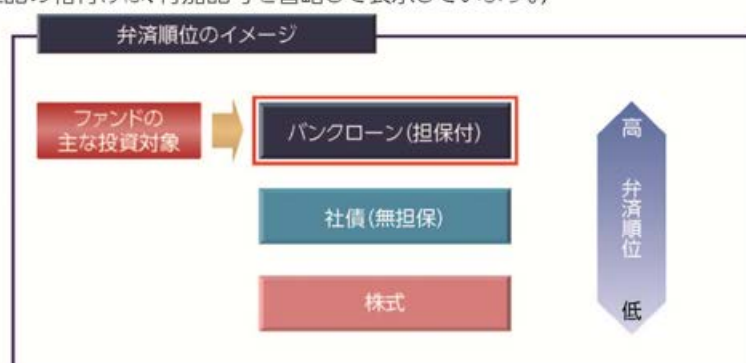 弁済順位のイメージ
ファンドの
主な投資対象
バンクローン(担保付)
社債(無担保)
株式
高
弁済順位
低